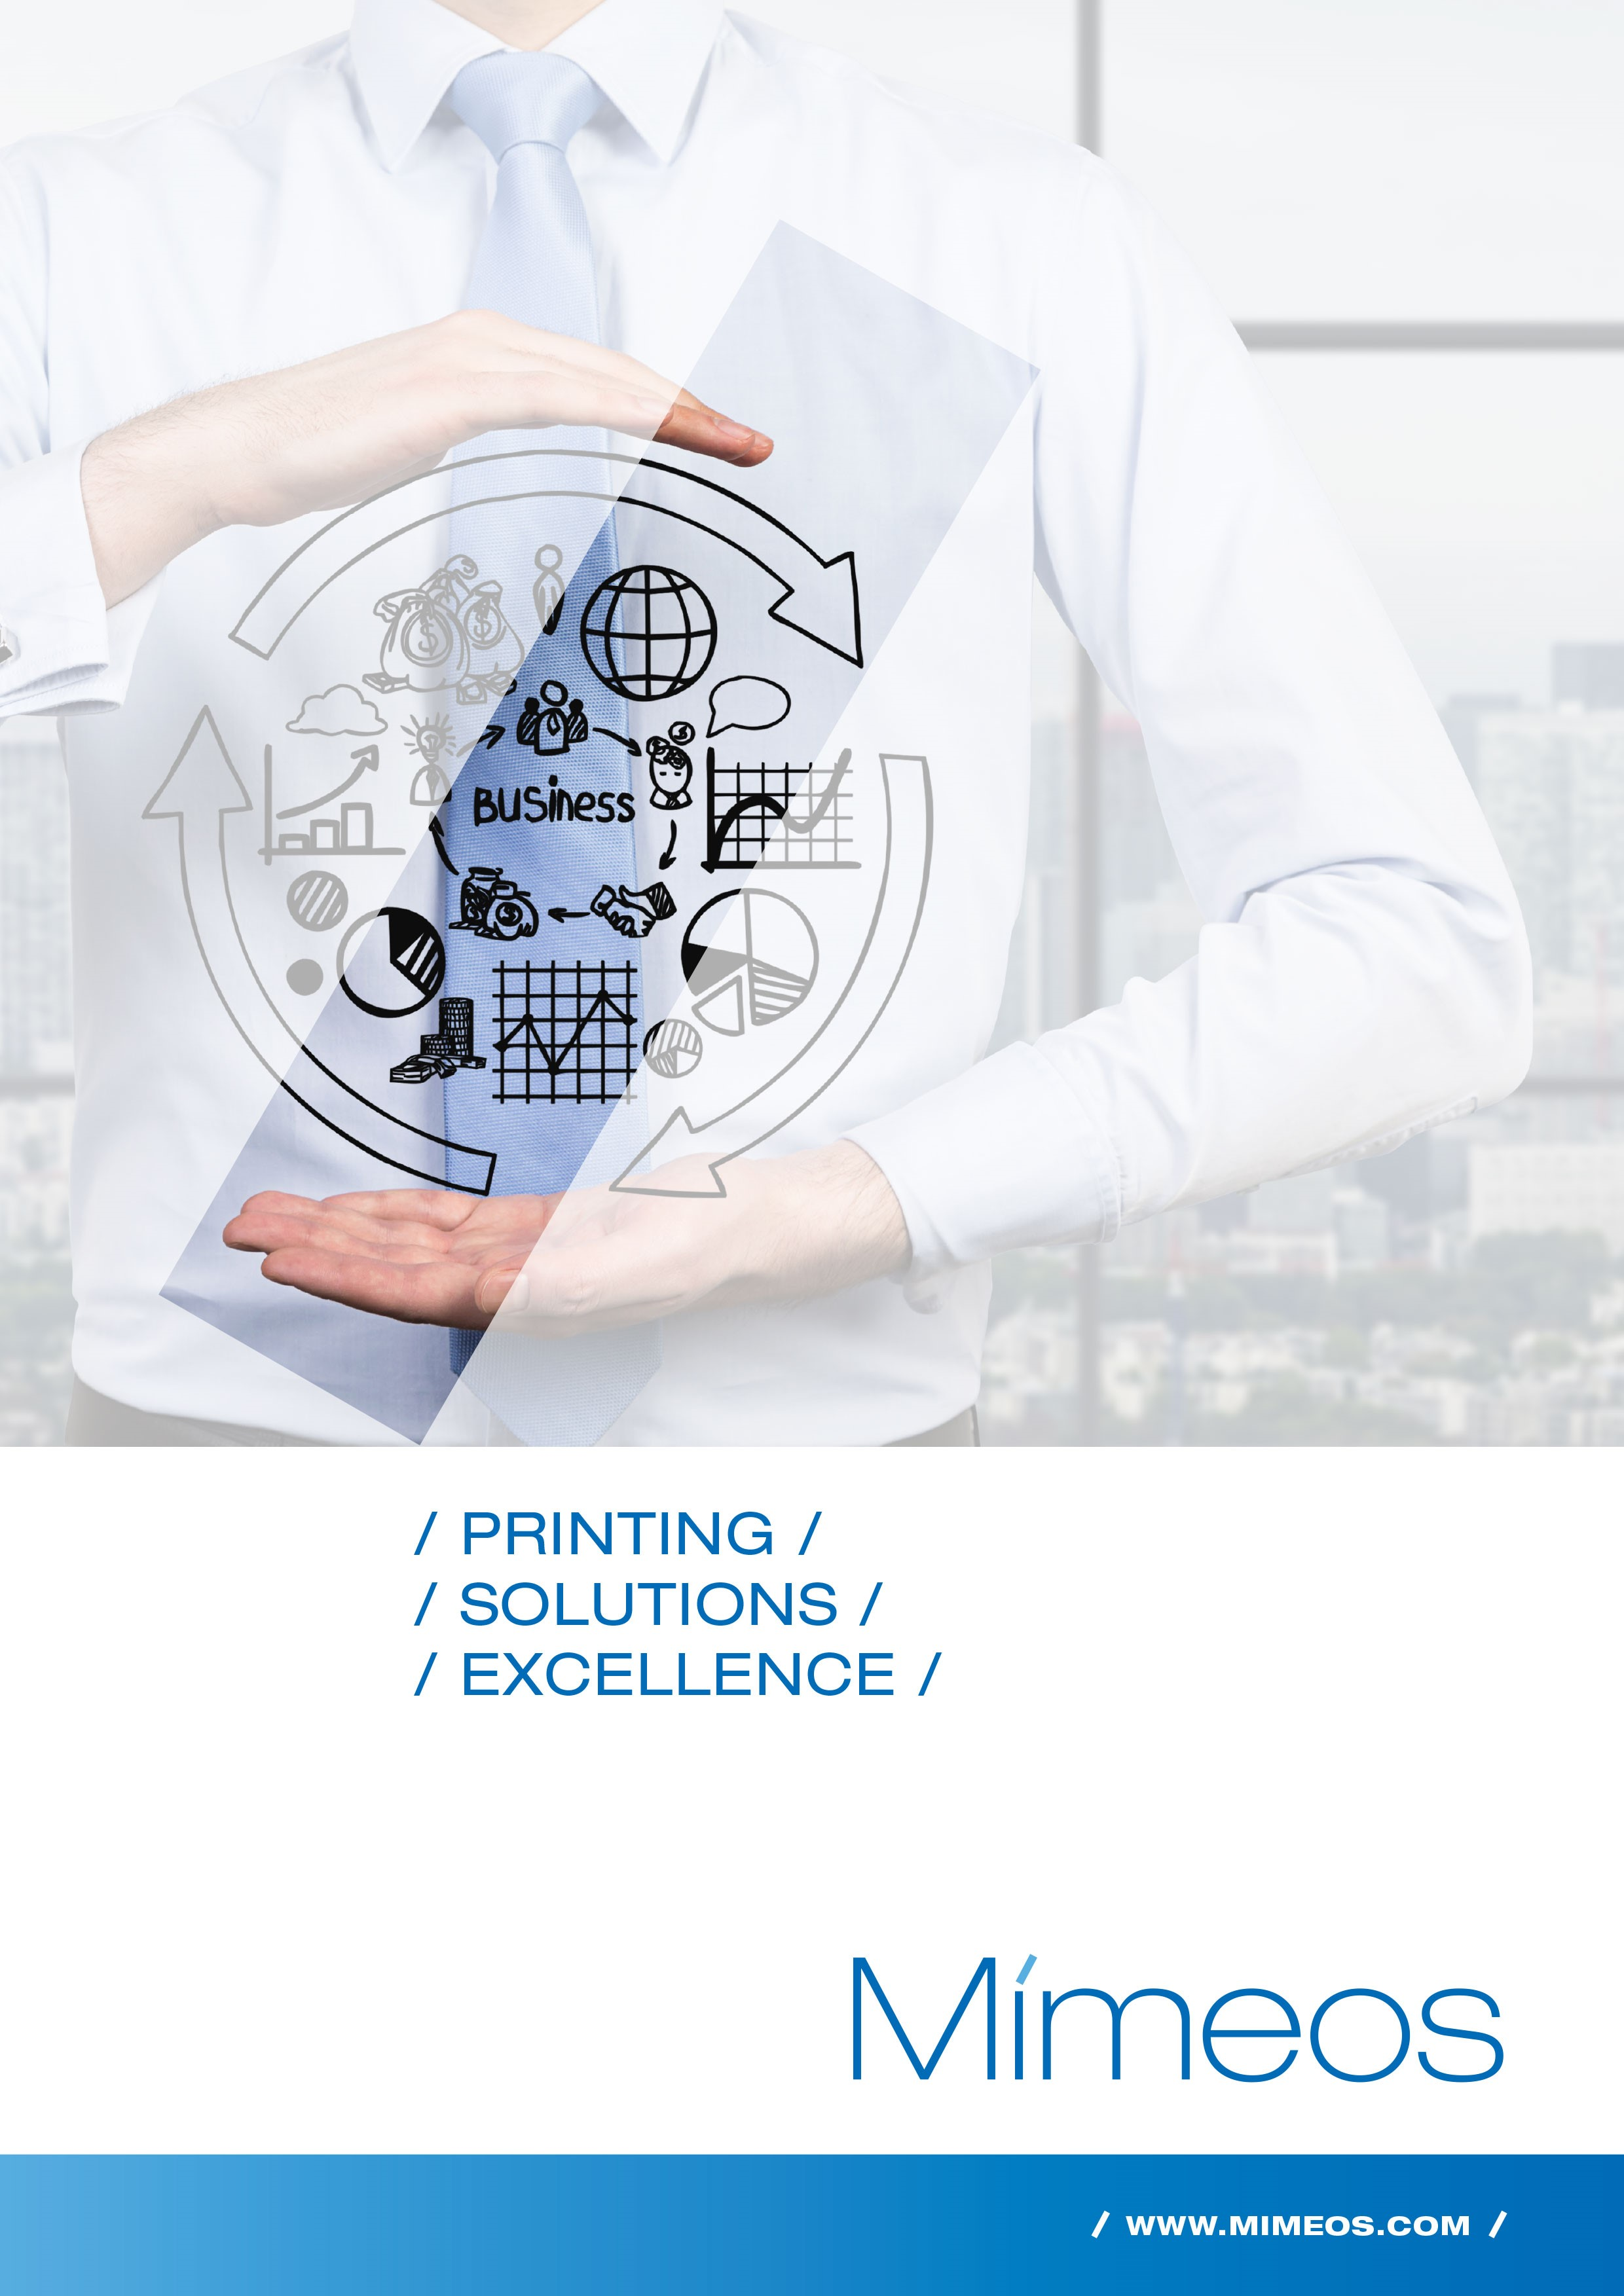 BUSiness
/ PRINTING /
/ SOLUTIONS /
/ EXCELLENCE /
Mímeos
/ WWW.MIMEOS.COM /